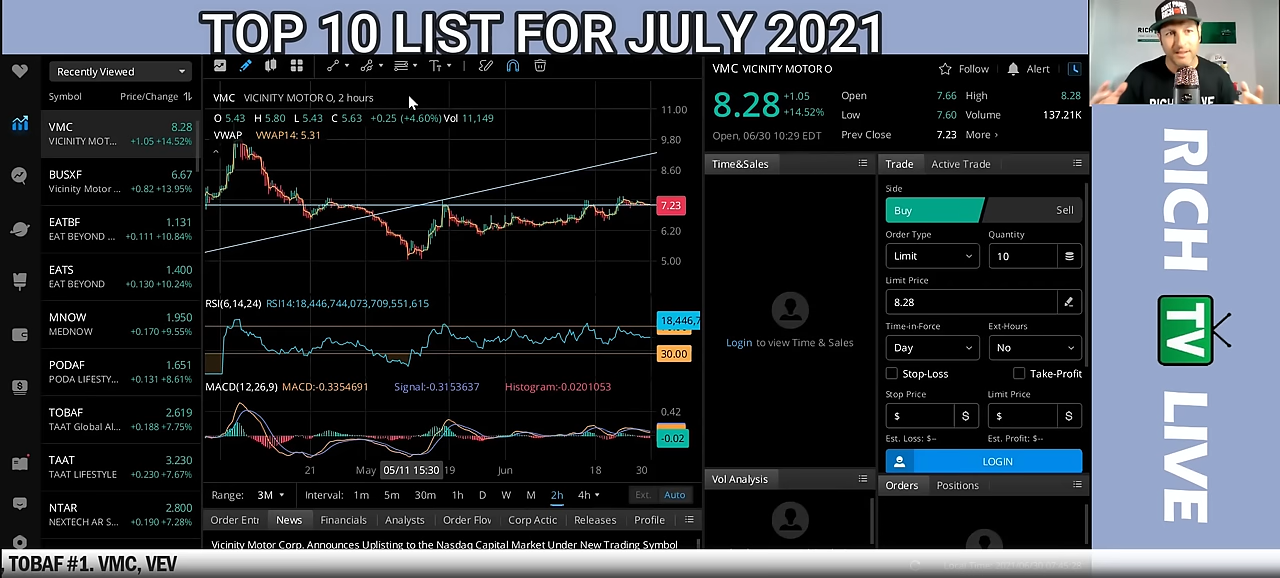 TOP 10 LIST FOR JULY 2021
Recently Viewed
Symbol Price/Change
VMC 8.28
VICINITY MOT... +1.05 +14.52%
BUSXF 6.67
Vicinity Motor ... +0.82 +13.95%
EATBF 1.131
EAT BEYOND ... +0.111 +10.84%
EATS 1.400
EAT BEYOND +0.130 +10.24%
MNOW 1.950
MEDNOW +0.170 +9.55%
PODAF 1.651
PODA LIFESTY... +0.131 +8.61%
TOBAF 2.619
TAAT Global Al... +0.188 +7.75%
TAAT 3.230
TAAT LIFESTYLE +0.230 +7.67%
NTAR 2.800
NEXTECH AR S... +0.190 +7.28%
VMC VICINITY MOTOR O, 2 hours
O 5.43 H 5.80 L 5.43 C 5.63 +0.25 (+4.60%) Vol 11,149
VWAP VWAP14: 5.31
11.00
9.80
8.60
7.23
6.20
5.00
RSI(6,14,24) RSI14:18,446,744,073,709,551,615
18,446,7
30.00
MACD(12,26,9) MACD:-0.3354691 Signal:-0.3153637 Histogram:-0.0201053
0.42
-0.02
21 May 05/11 15:30 19 Jun 18 30
Range: 3M Interval: 1m 5m 30m 1h D W M 2h 4h Ext. Auto
Order Enti News Financials Analysts Order Flov Corp Actic Releases Profile
Vicinity Motor Corp. Announces Uplisting to the Nasdaq Capital Market Under New Trading Symbol
VMC VICINITY MOTOR O Follow Alert
8.28 +1.05 +14.52%
Open, 06/30 10:29 EDT
Open 7.66 High 8.28
Low 7.60 Volume 137.21K
Prev Close 7.23 More ›
Time&Sales
Login to view Time & Sales
Vol Analysis
Trade Active Trade
Side
Buy Sell
Order Type Quantity
Limit 10
Limit Price
8.28
Time-in-Force Ext-Hours
Day No
Stop-Loss Take-Profit
Stop Price Limit Price
$ $ $ $
Est. Loss: $-- Est. Profit: $--
LOGIN
Orders Positions
RICH TV LIVE
, TOBAF #1. VMC, VEV